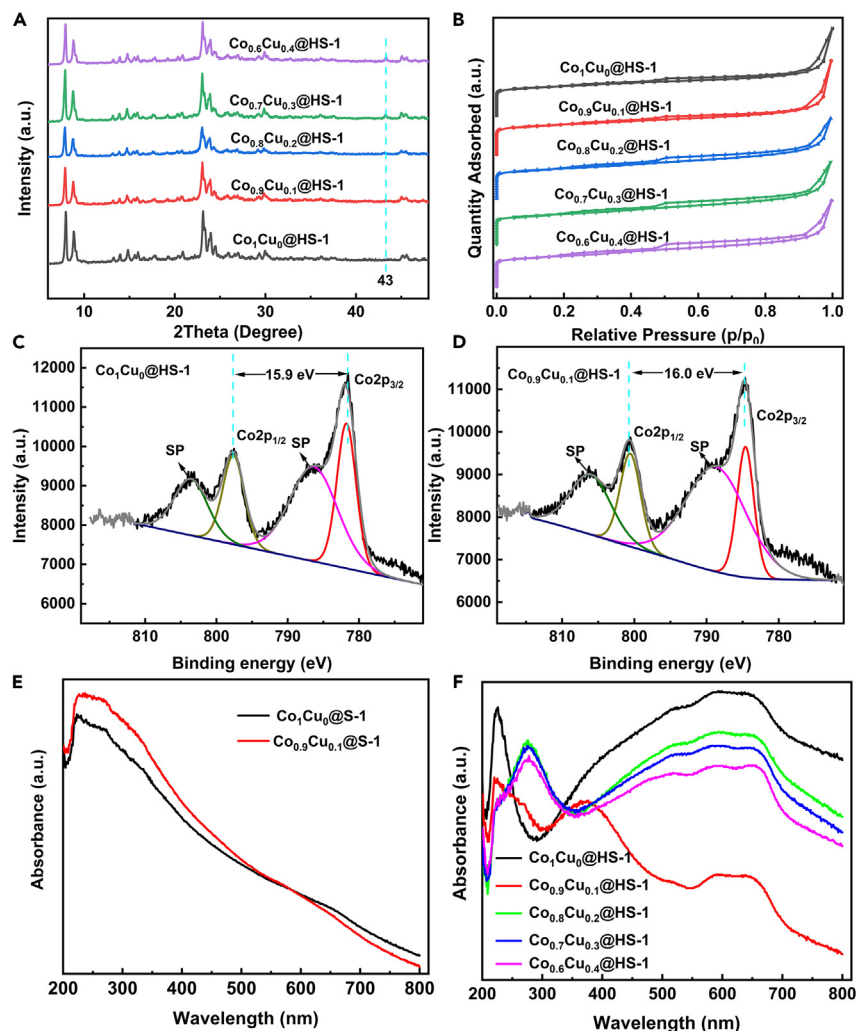 A
Intensity (a.u.)
Co0.6Cu0.4@HS-1
Co0.7Cu0.3@HS-1
Co0.8Cu0.2@HS-1
Co0.9Cu0.1@HS-1
Co1Cu0@HS-1
43
10 20 30 40
2Theta (Degree)
B
Quantity Adsorbed (a.u.)
Co1Cu0@HS-1
Co0.9Cu0.1@HS-1
Co0.8Cu0.2@HS-1
Co0.7Cu0.3@HS-1
Co0.6Cu0.4@HS-1
0.0 0.2 0.4 0.6 0.8 1.0
Relative Pressure (p/p0)
C
Intensity (a.u.)
13000
12000
11000
10000
9000
8000
7000
6000
Co1Cu0@HS-1
15.9 eV
Co2p3/2
Co2p1/2
SP
SP
810 800 790 780
Binding energy (eV)
D
Intensity (a.u.)
12000
11000
10000
9000
8000
7000
6000
Co0.9Cu0.1@HS-1
16.0 eV
Co2p3/2
Co2p1/2
SP
SP
810 800 790 780
Binding energy (eV)
E
Absorbance (a.u.)
Co1Cu0@S-1
Co0.9Cu0.1@S-1
200 300 400 500 600 700 800
Wavelength (nm)
F
Absorbance (a.u.)
Co1Cu0@HS-1
Co0.9Cu0.1@HS-1
Co0.8Cu0.2@HS-1
Co0.7Cu0.3@HS-1
Co0.6Cu0.4@HS-1
200 300 400 500 600 700 800
Wavelength (nm)